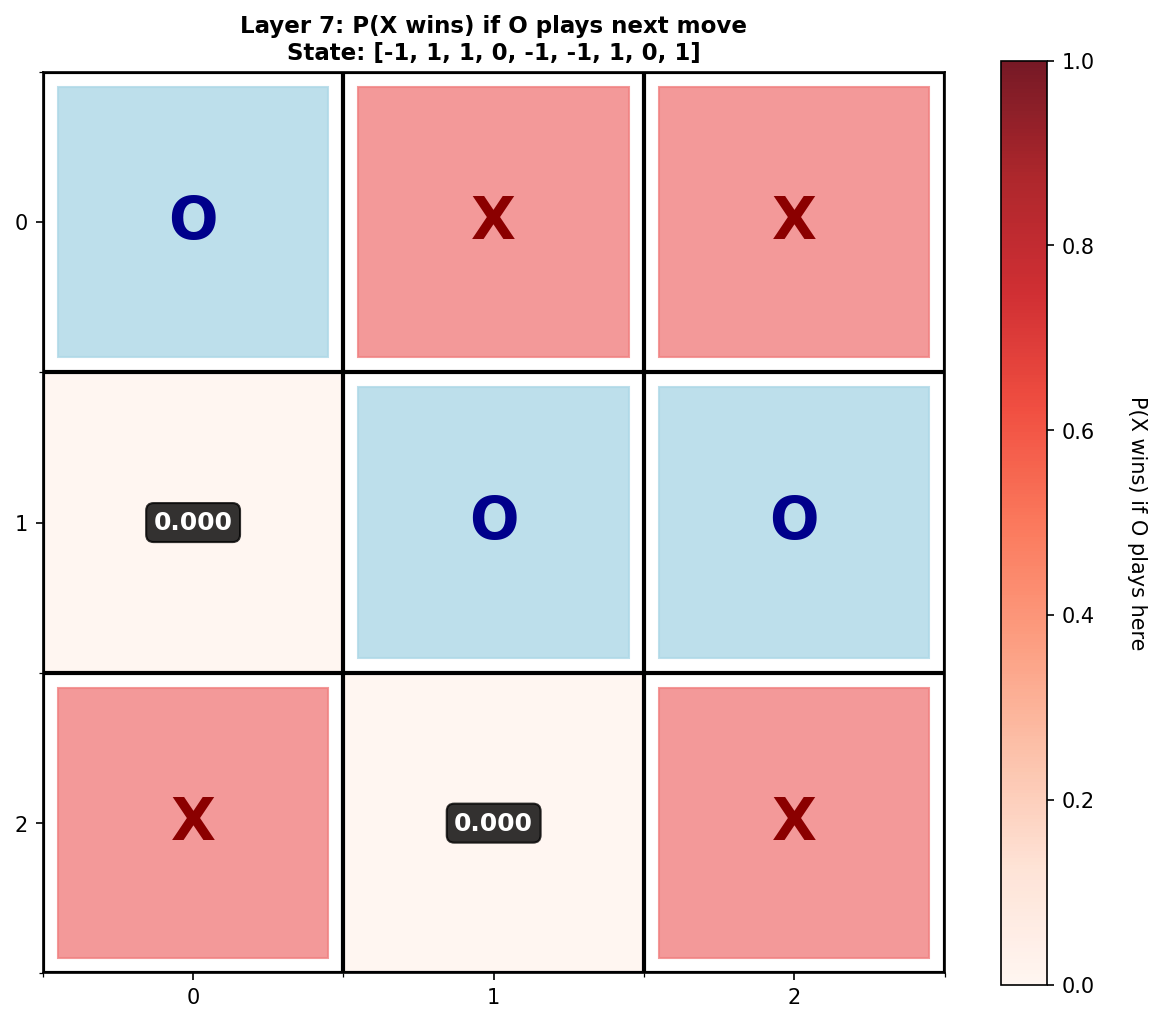 Layer 7: P(X wins) if O plays next move
State: [-1, 1, 1, 0, -1, -1, 1, 0, 1]
0
O
X
X
1
0.000
O
O
2
X
0.000
X
0
1
2
1.0
0.8
0.6
0.4
0.2
0.0
P(X wins) if O plays here